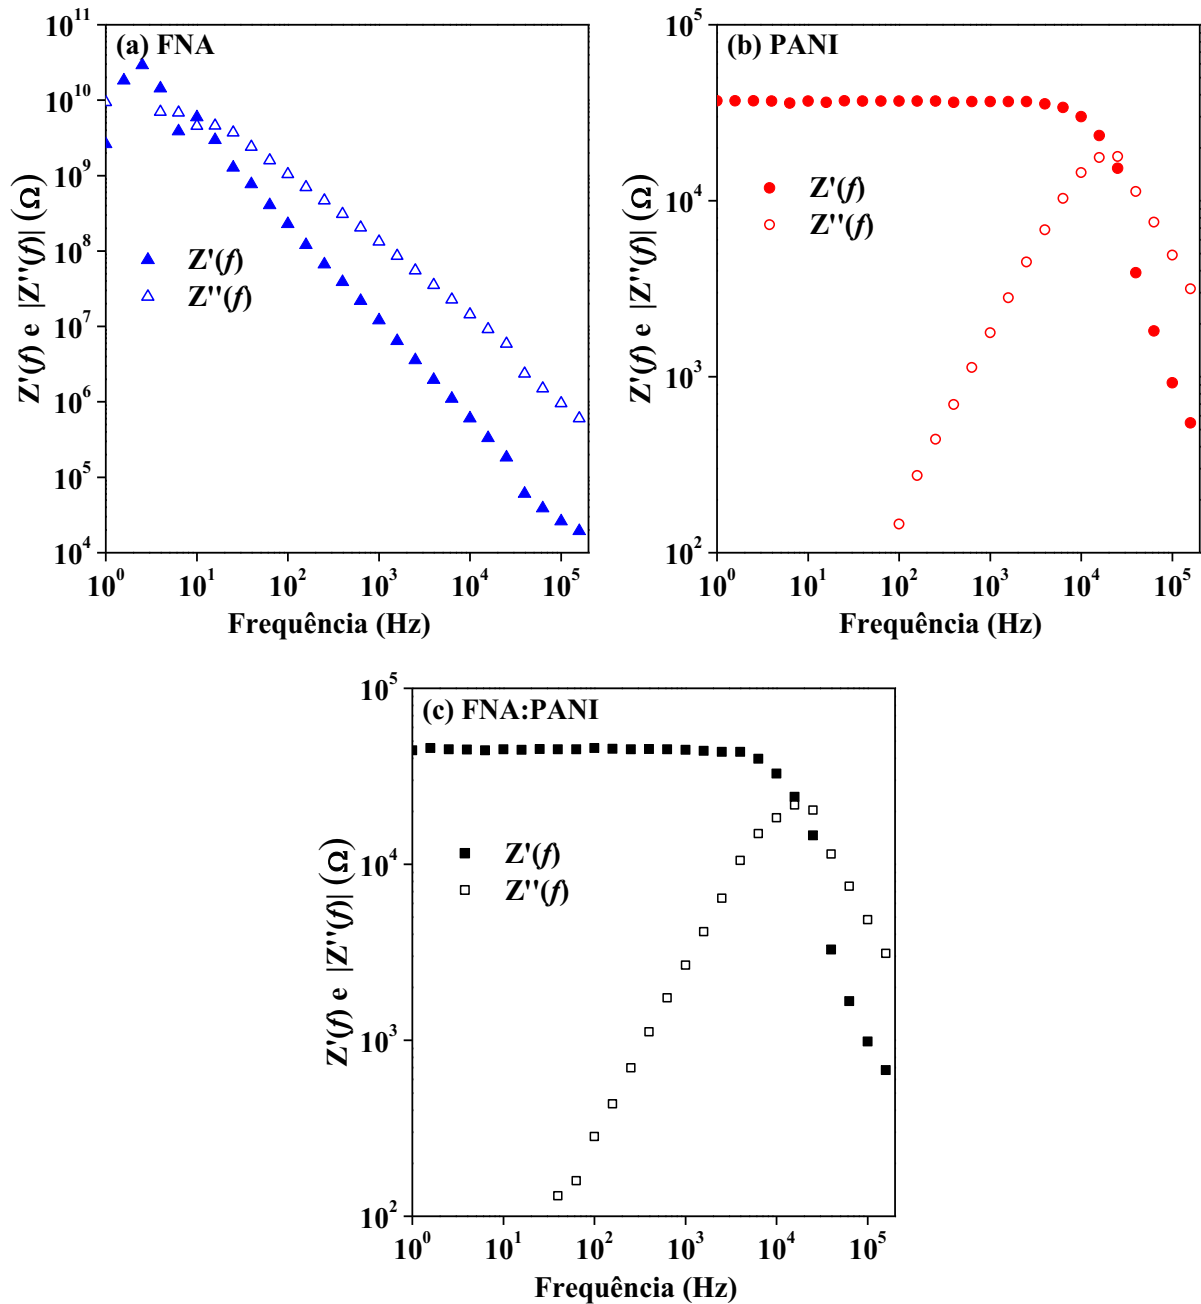 (a) FNA
10¹¹
10¹⁰
10⁹
10⁸
10⁷
10⁶
10⁵
10⁴
Z'(f) e |Z''(f)| (Ω)
Z'(f)
Z''(f)
10⁰ 10¹ 10² 10³ 10⁴ 10⁵
Frequência (Hz)
(b) PANI
10⁵
10⁴
10³
10²
Z'(f) e |Z''(f)| (Ω)
Z'(f)
Z''(f)
10⁰ 10¹ 10² 10³ 10⁴ 10⁵
Frequência (Hz)
(c) FNA:PANI
10⁵
10⁴
10³
10²
Z'(f) e |Z''(f)| (Ω)
Z'(f)
Z''(f)
10⁰ 10¹ 10² 10³ 10⁴ 10⁵
Frequência (Hz)